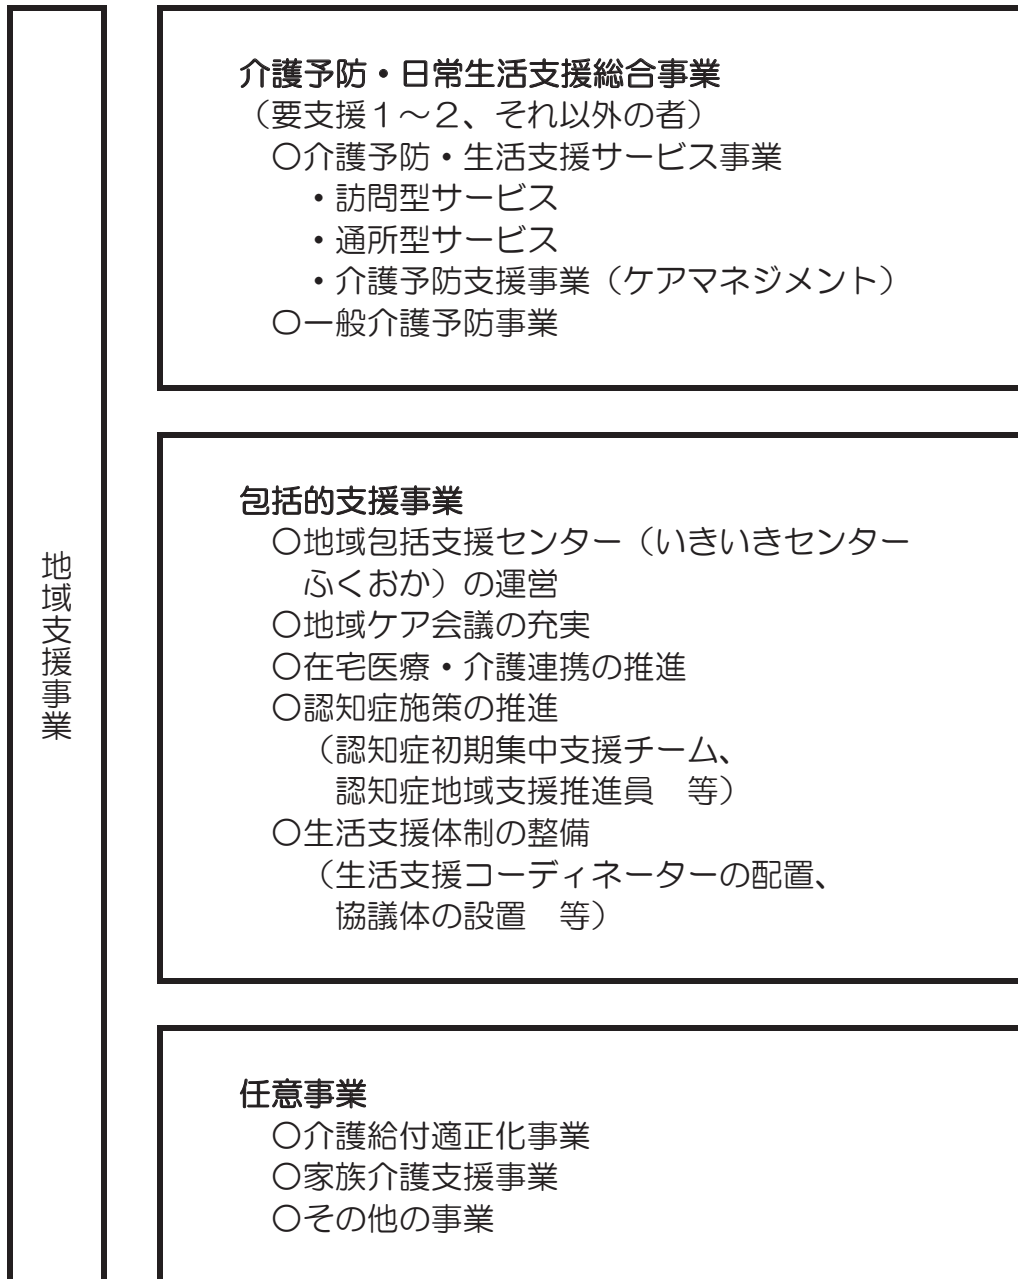 地域支援事業
介護予防・日常生活支援総合事業
（要支援１～２、それ以外の者）
○介護予防・生活支援サービス事業
・訪問型サービス
・通所型サービス
・介護予防支援事業（ケアマネジメント）
○一般介護予防事業
包括的支援事業
○地域包括支援センター（いきいきセンター
ふくおか）の運営
○地域ケア会議の充実
○在宅医療・介護連携の推進
○認知症施策の推進
（認知症初期集中支援チーム、
認知症地域支援推進員　等）
○生活支援体制の整備
（生活支援コーディネーターの配置、
協議体の設置　等）
任意事業
○介護給付適正化事業
○家族介護支援事業
○その他の事業